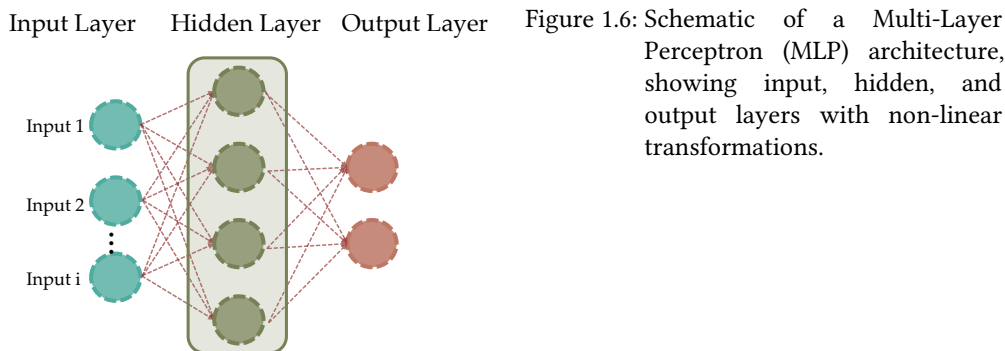 Input Layer
Hidden Layer
Output Layer
Input 1
Input 2
Input i
Figure 1.6: Schematic of a Multi-Layer
Perceptron (MLP) architecture,
showing input, hidden, and
output layers with non-linear
transformations.